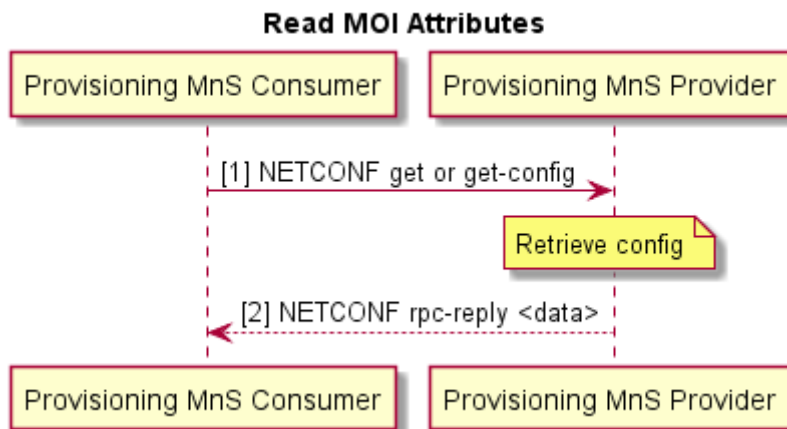 Read MOI Attributes
Provisioning MnS Consumer Provisioning MnS Provider
[1] NETCONF get or get-config
Retrieve config
[2] NETCONF rpc-reply <data>
Provisioning MnS Consumer Provisioning MnS Provider